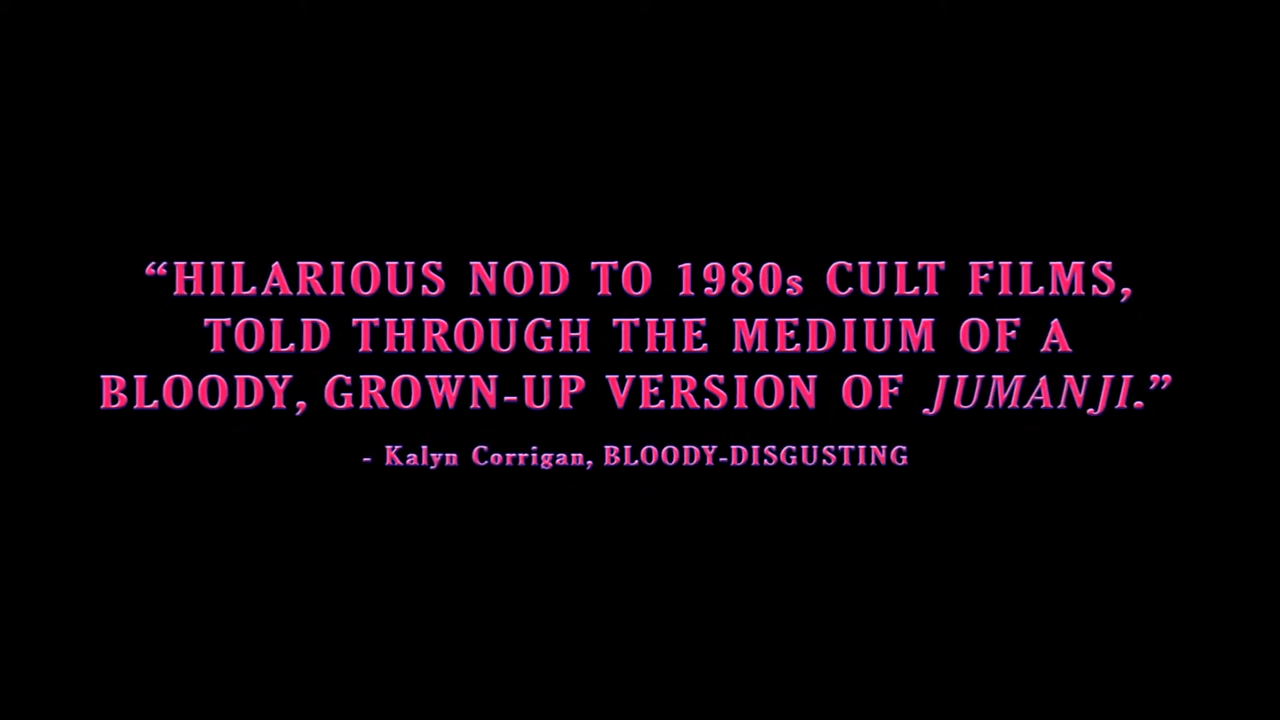 “HILARIOUS NOD TO 1980s CULT FILMS,
TOLD THROUGH THE MEDIUM OF A
BLOODY, GROWN-UP VERSION OF JUMANJI.”
- Kalyn Corrigan, BLOODY-DISGUSTING